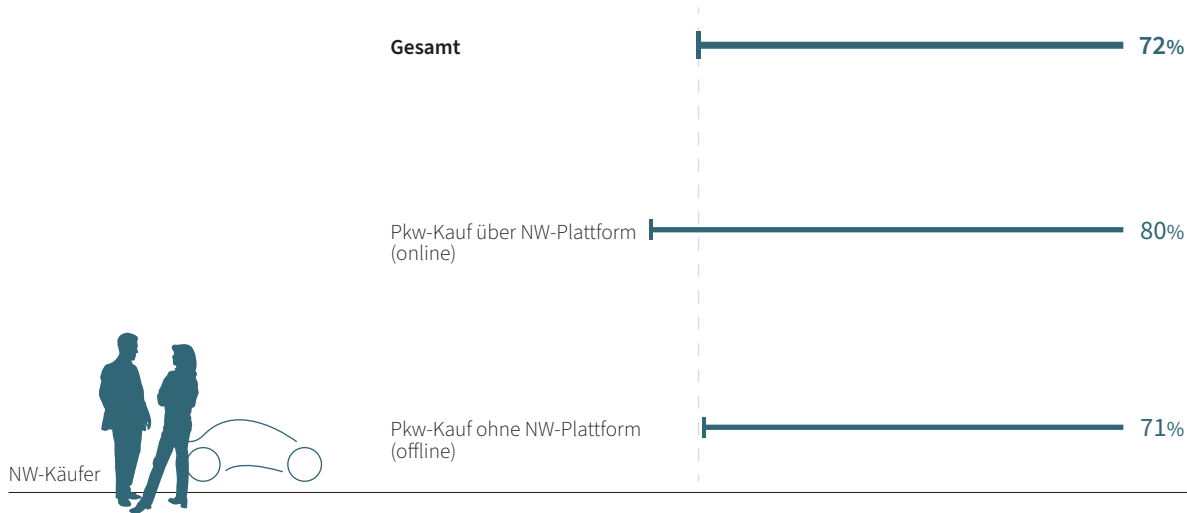 Gesamt 72%
Pkw-Kauf über NW-Plattform 80%
(online)
Pkw-Kauf ohne NW-Plattform 71%
(offline)
NW-Käufer